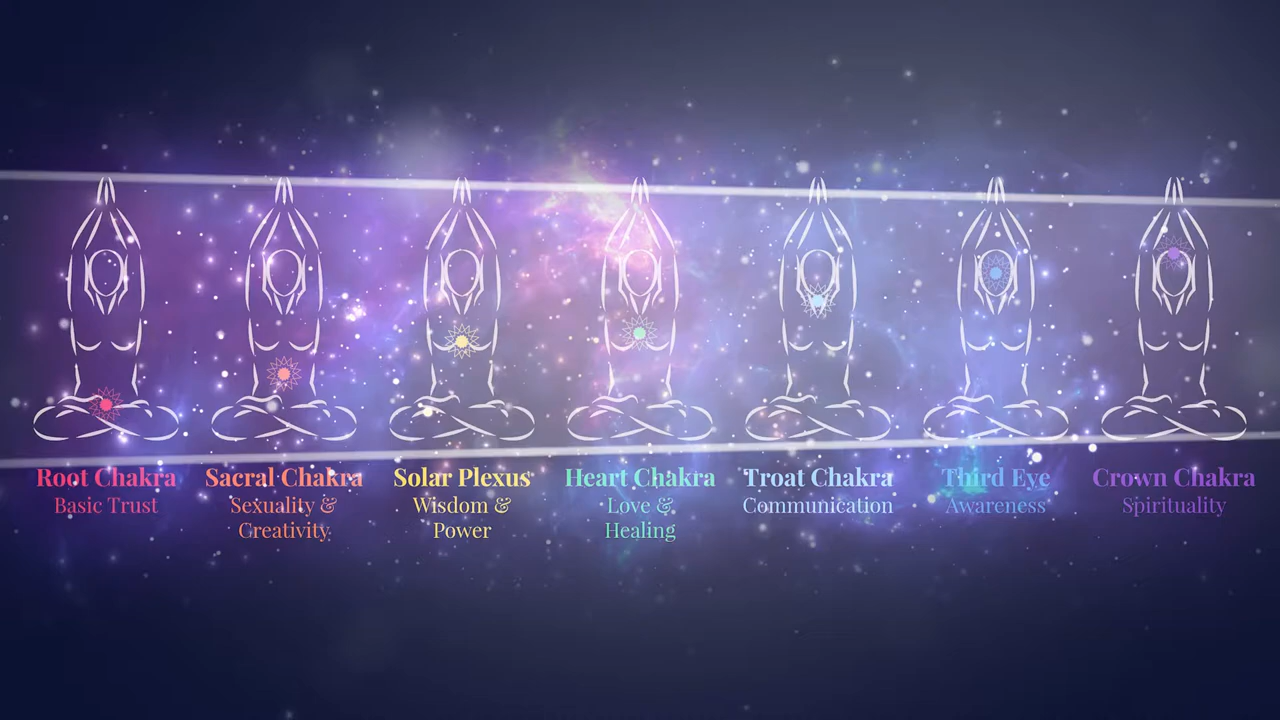 Root Chakra
Basic Trust
Sacral Chakra
Sexuality &
Creativity
Solar Plexus
Wisdom &
Power
Heart Chakra
Love &
Healing
Troat Chakra
Communication
Third Eye
Awareness
Crown Chakra
Spirituality